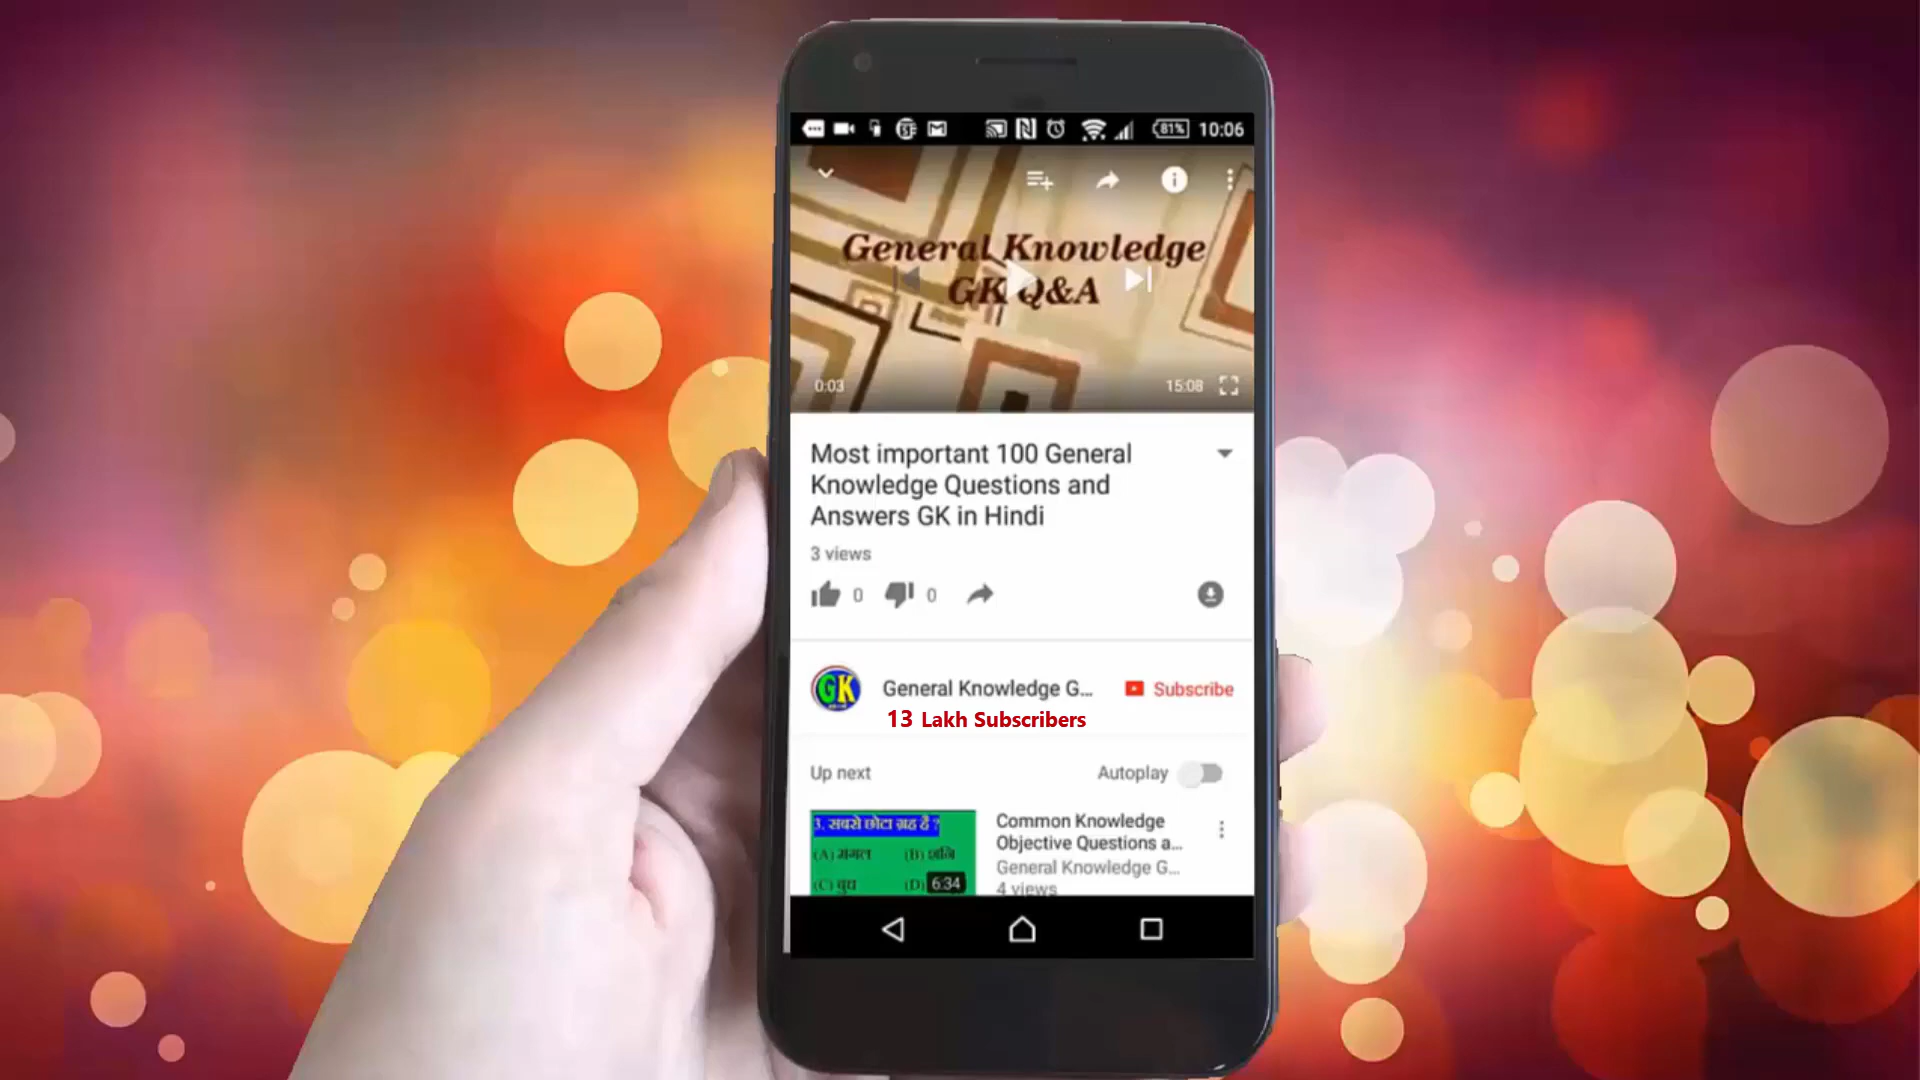 81% 10:06
General Knowledge
GK Q&A
0:03 15:08
Most important 100 General
Knowledge Questions and
Answers GK in Hindi
3 views
0 0
GK
General Knowledge G... Subscribe
13 Lakh Subscribers
Up next Autoplay
3. सबसे छोटा ग्रह है ?
(A) मंगल (B) शनि
(C) बुध (D)
6:34
Common Knowledge
Objective Questions a...
General Knowledge G...
4 views